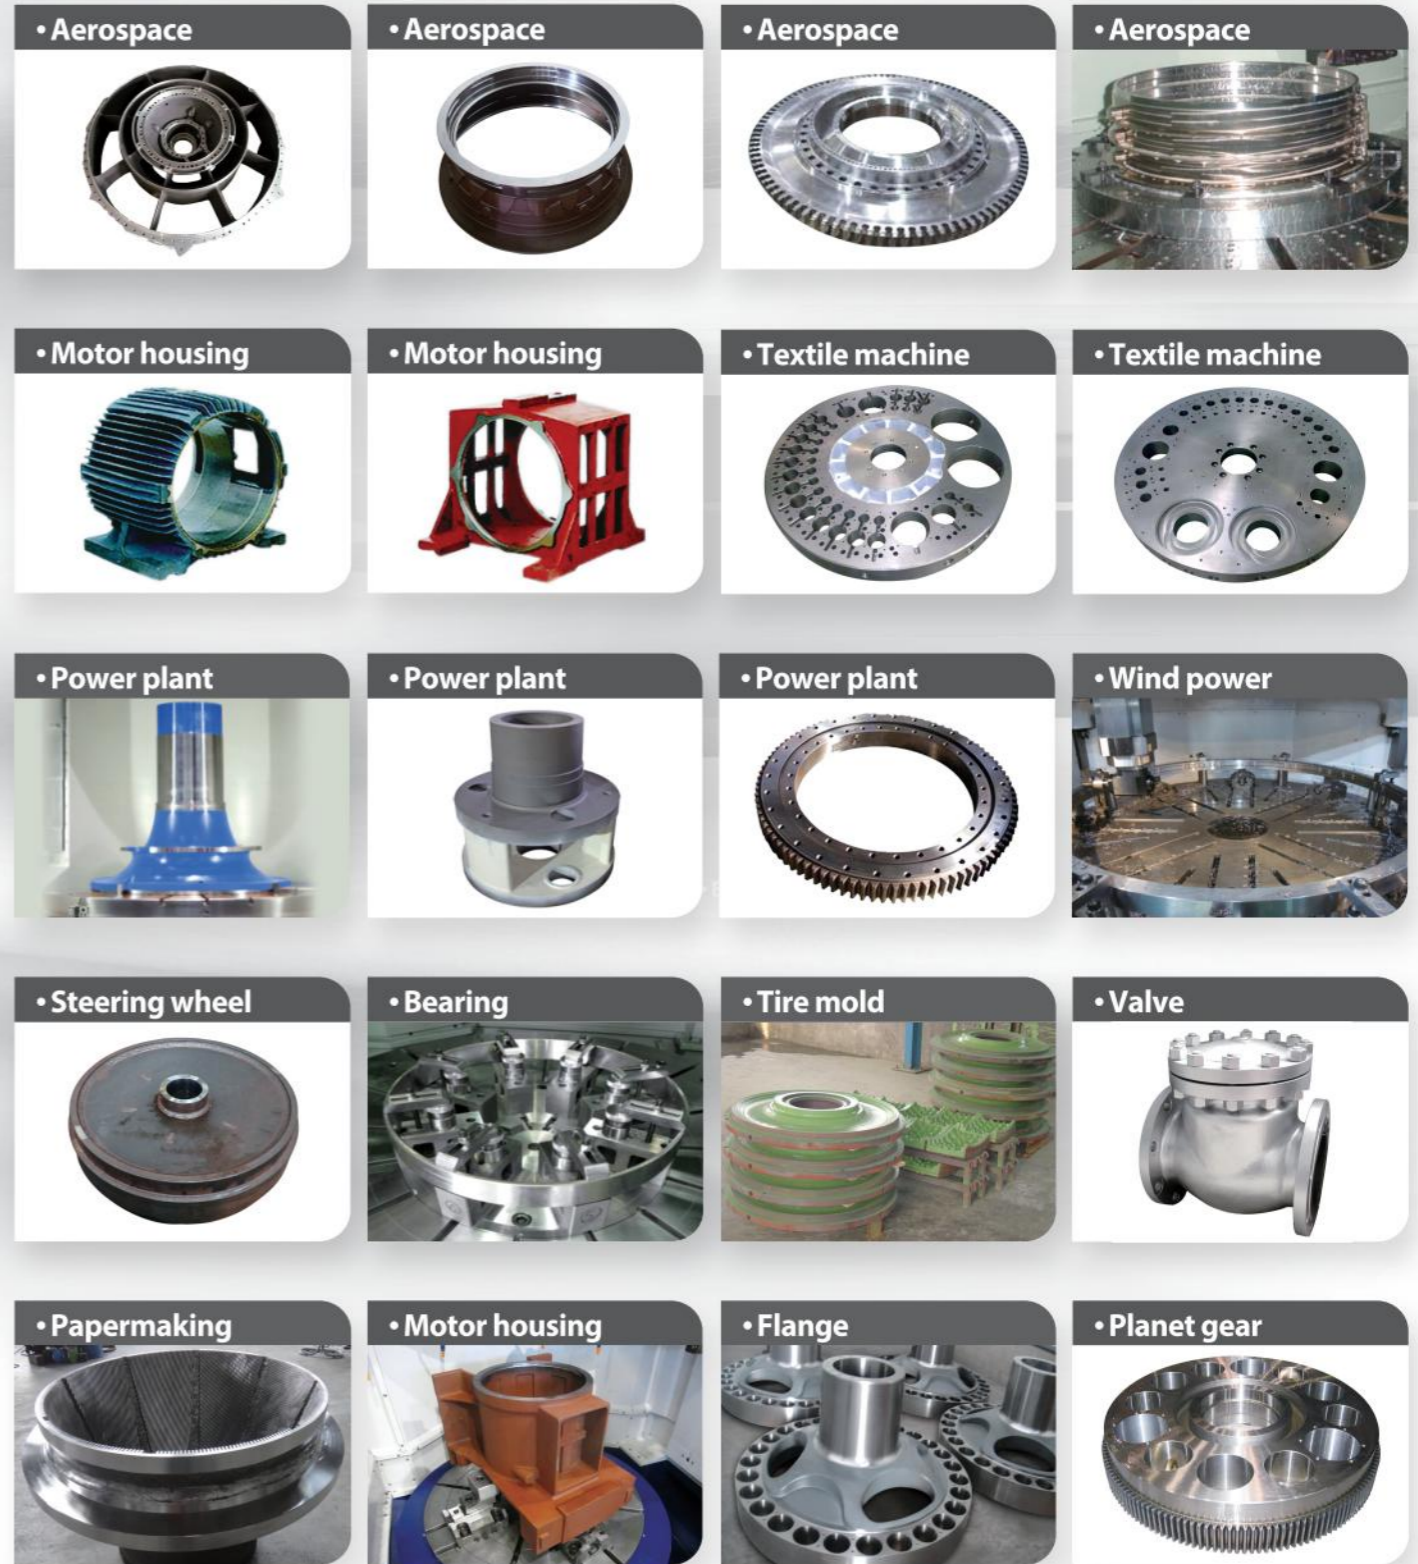 • Aerospace
• Aerospace
• Aerospace
• Aerospace
• Motor housing
• Motor housing
• Textile machine
• Textile machine
• Power plant
• Power plant
• Power plant
• Wind power
• Steering wheel
• Bearing
• Tire mold
• Valve
• Papermaking
• Motor housing
• Flange
• Planet gear